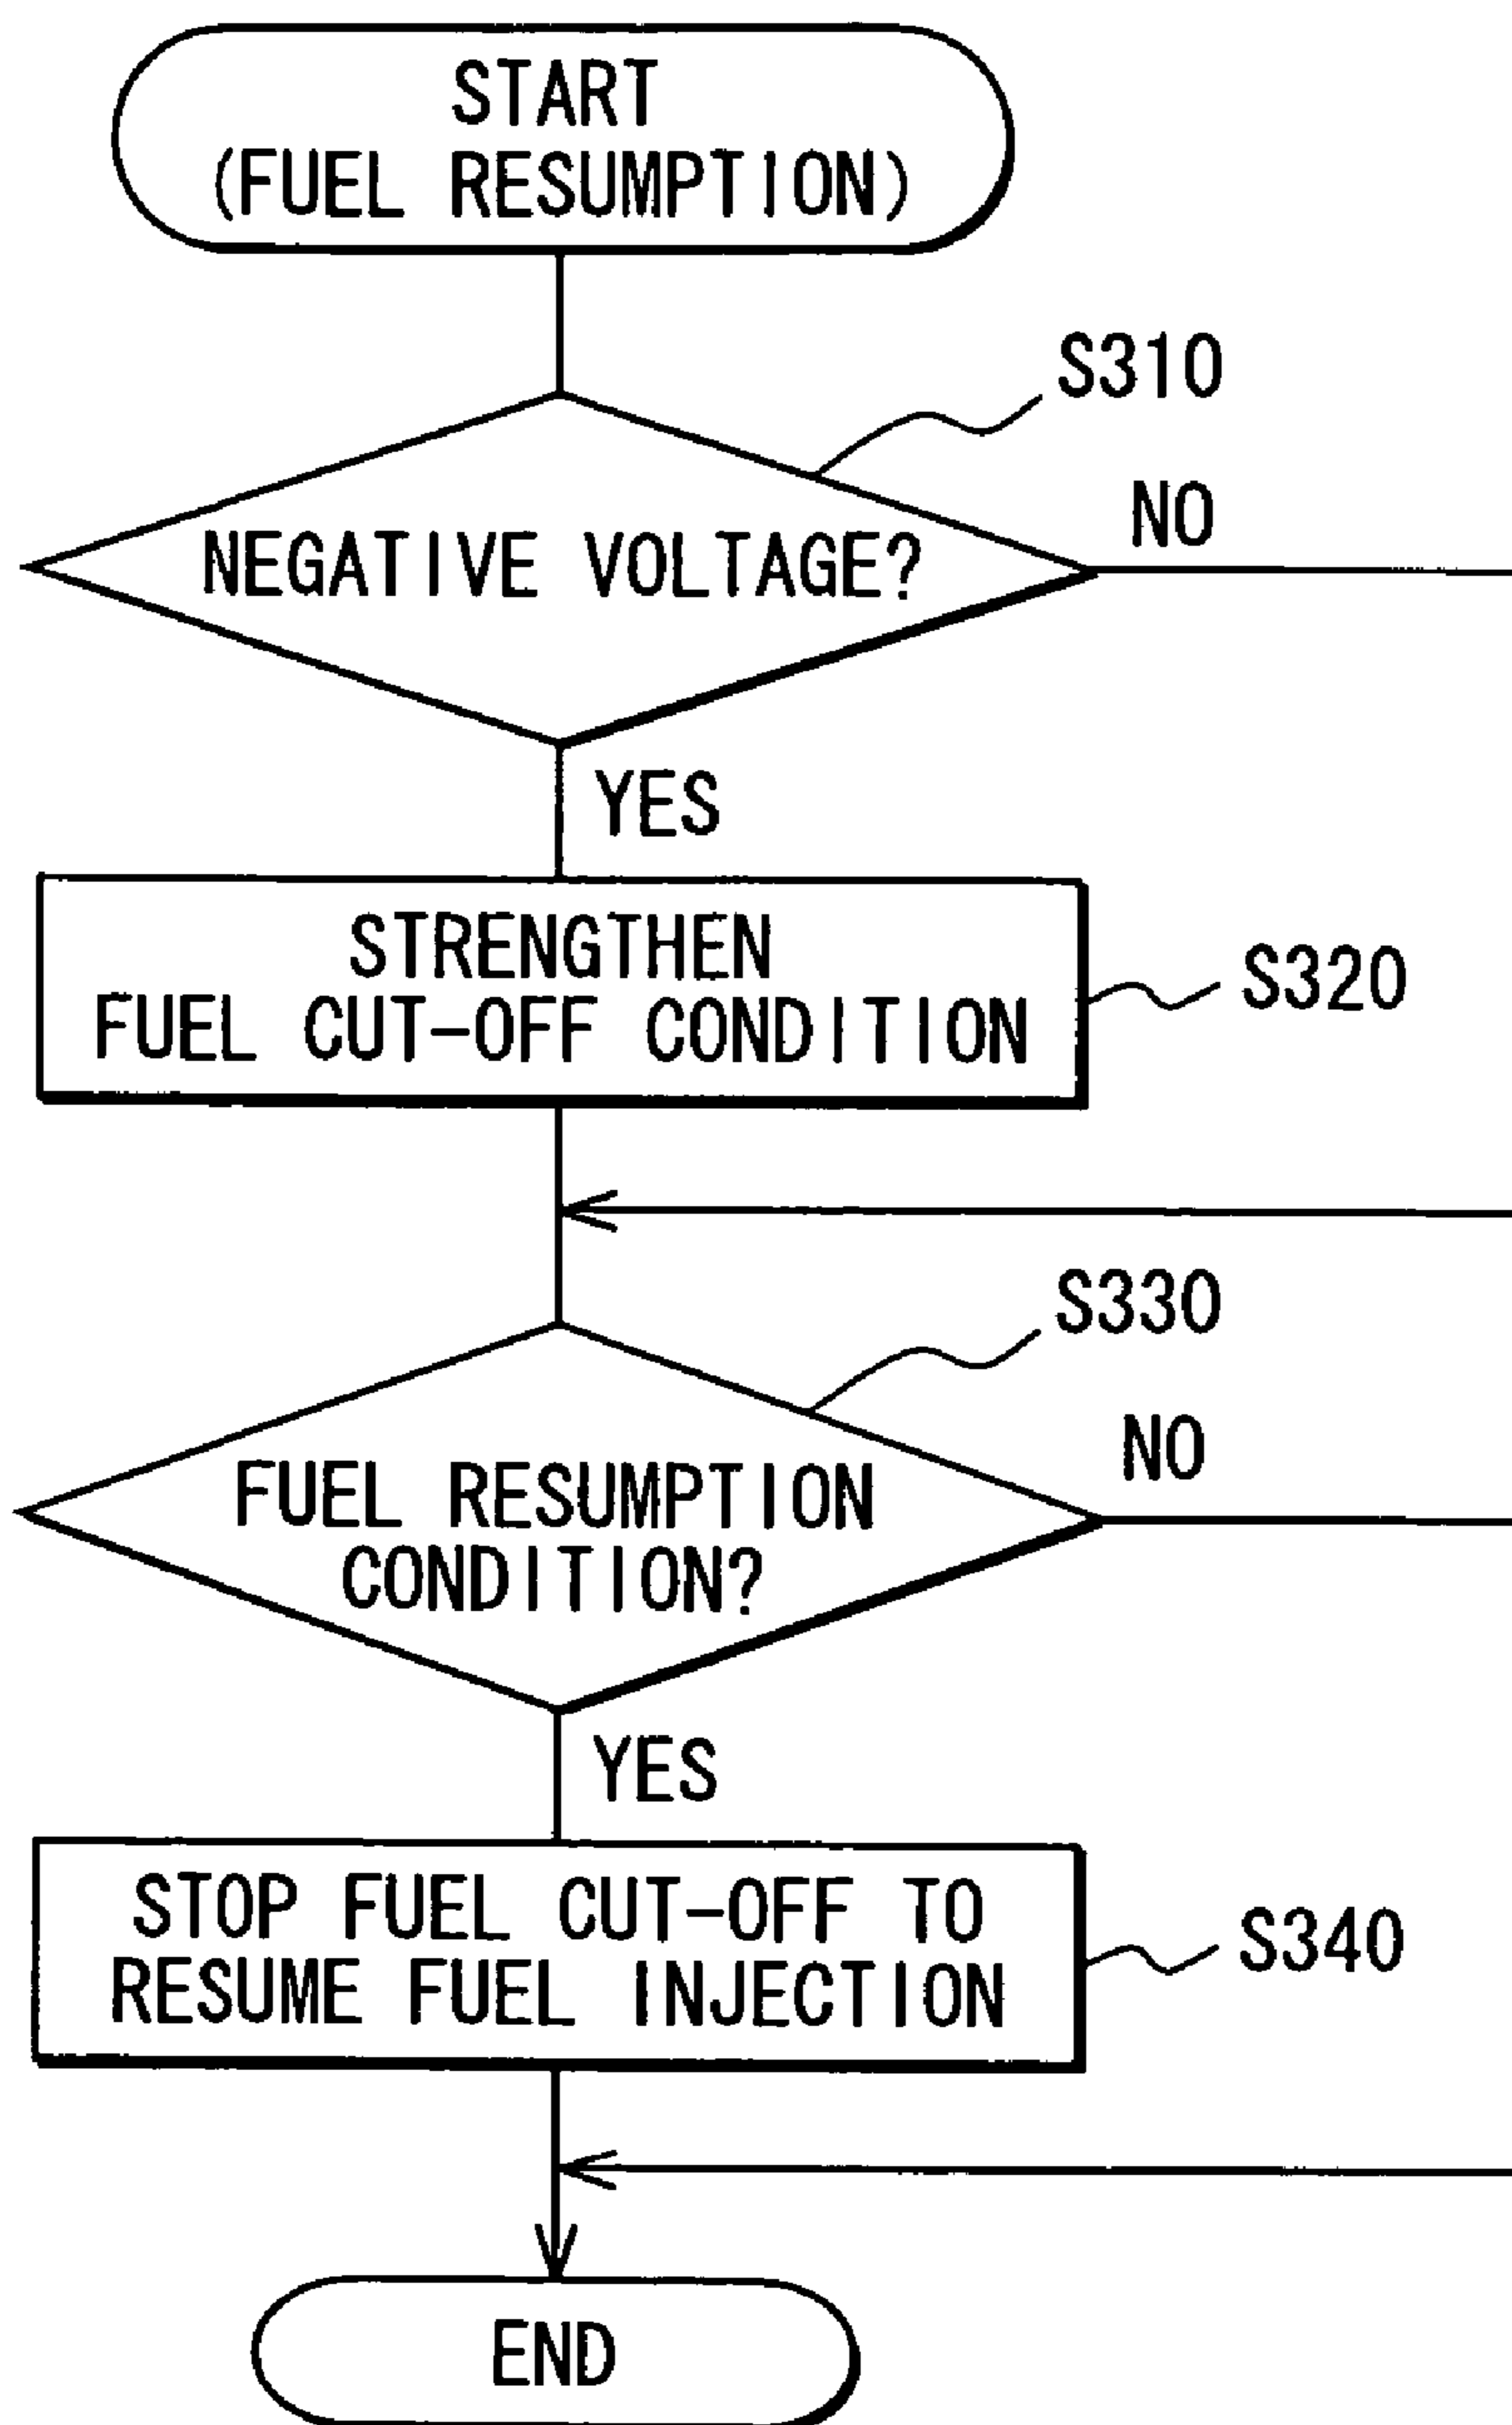 START
(FUEL RESUMPTION)
S310
NEGATIVE VOLTAGE?
NO
YES
STRENGTHEN
FUEL CUT-OFF CONDITION
S320
S330
FUEL RESUMPTION
CONDITION?
NO
YES
STOP FUEL CUT-OFF TO
RESUME FUEL INJECTION
S340
END